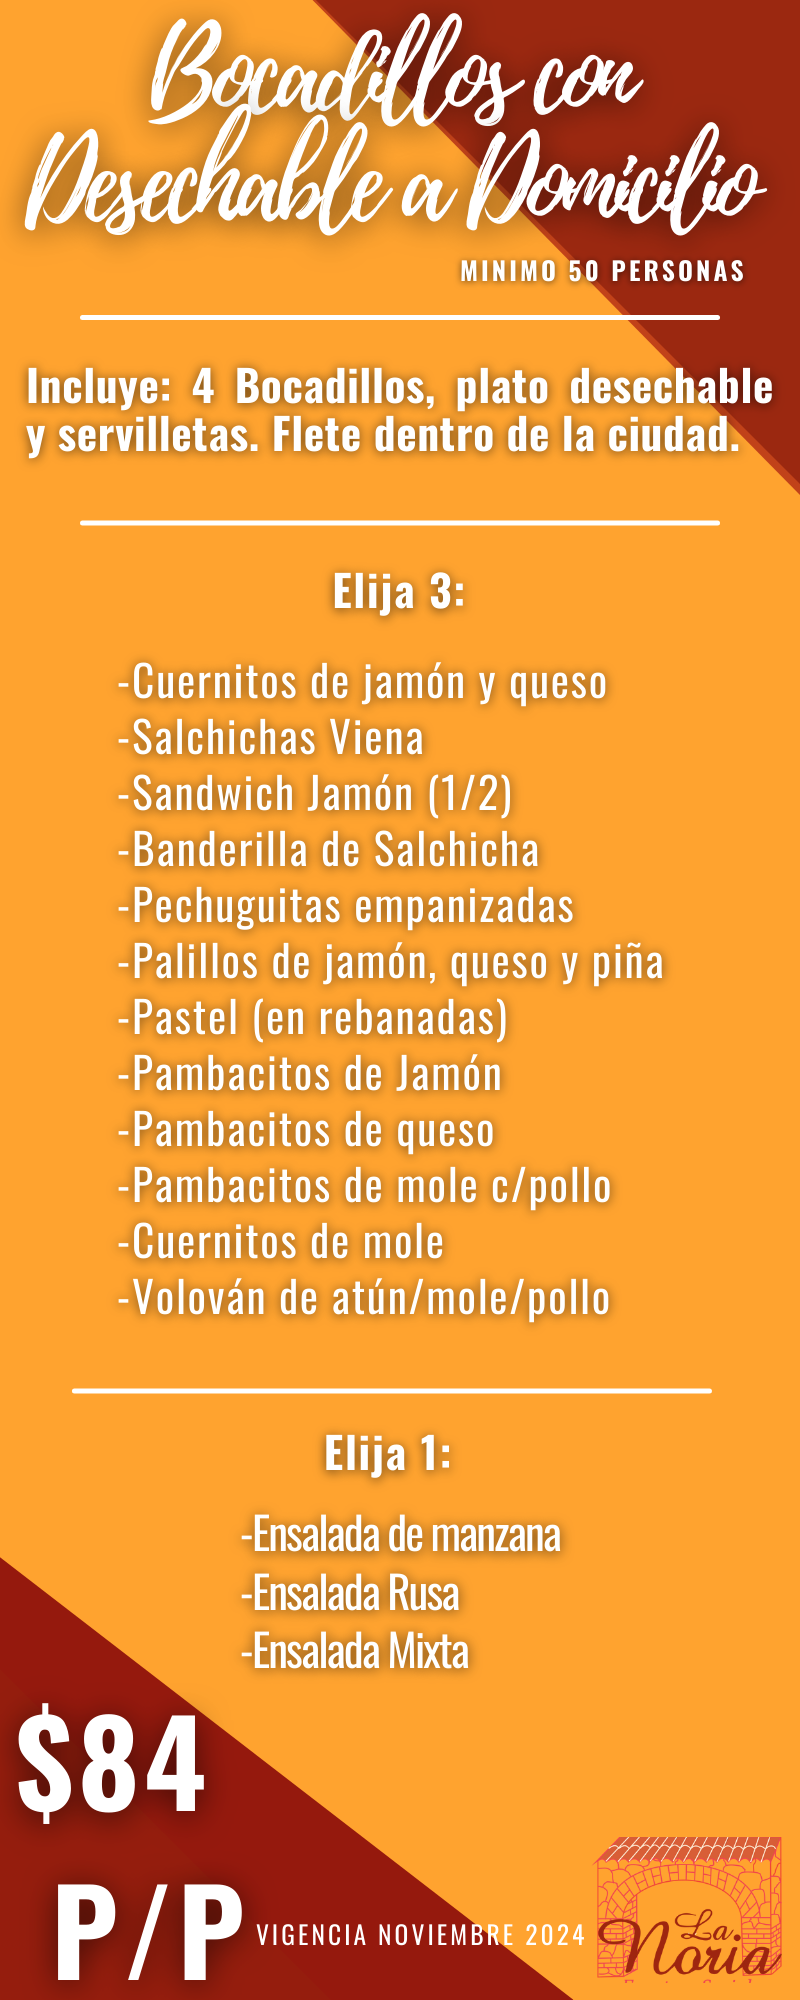 Bocadillos con
Desechable a Domicilio
MINIMO 50 PERSONAS
Incluye: 4 Bocadillos, plato desechable
y servilletas. Flete dentro de la ciudad.
Elija 3:
-Cuernitos de jamón y queso
-Salchichas Viena
-Sandwich Jamón (1/2)
-Banderilla de Salchicha
-Pechuguitas empanizadas
-Palillos de jamón, queso y piña
-Pastel (en rebanadas)
-Pambacitos de Jamón
-Pambacitos de queso
-Pambacitos de mole c/pollo
-Cuernitos de mole
-Volován de atún/mole/pollo
Elija 1:
-Ensalada de manzana
-Ensalada Rusa
-Ensalada Mixta
$84
P/P
VIGENCIA NOVIEMBRE 2024
La
Noria